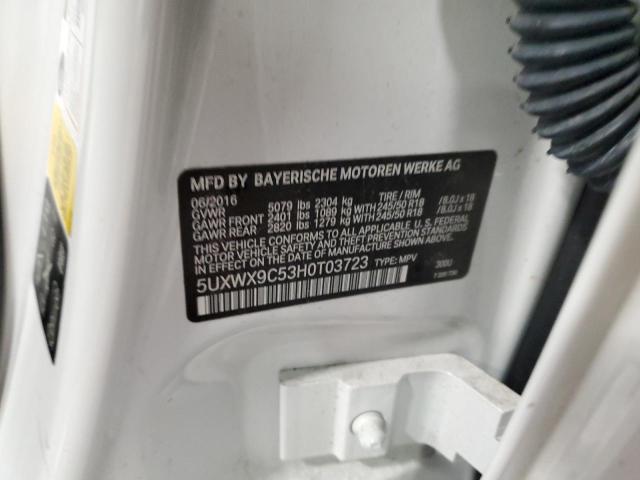 MFD BY BAYERISCHE MOTOREN WERKE AG
06/2016 TIRE / RIM
GVWR 5079 lbs 2304 kg
GAWR FRONT 2401 lbs 1089 kg WITH 245/50 R18 /8.0J x 18
GAWR REAR 2820 lbs 1279 kg WITH 245/50 R18 /8.0J x 18
THIS VEHICLE CONFORMS TO ALL APPLICABLE U.S. FEDERAL
MOTOR VEHICLE SAFETY AND THEFT PREVENTION STANDARDS
IN EFFECT ON THE DATE OF MANUFACTURE SHOWN ABOVE.
5UXWX9C53H0T03723 TYPE: MPV 300U